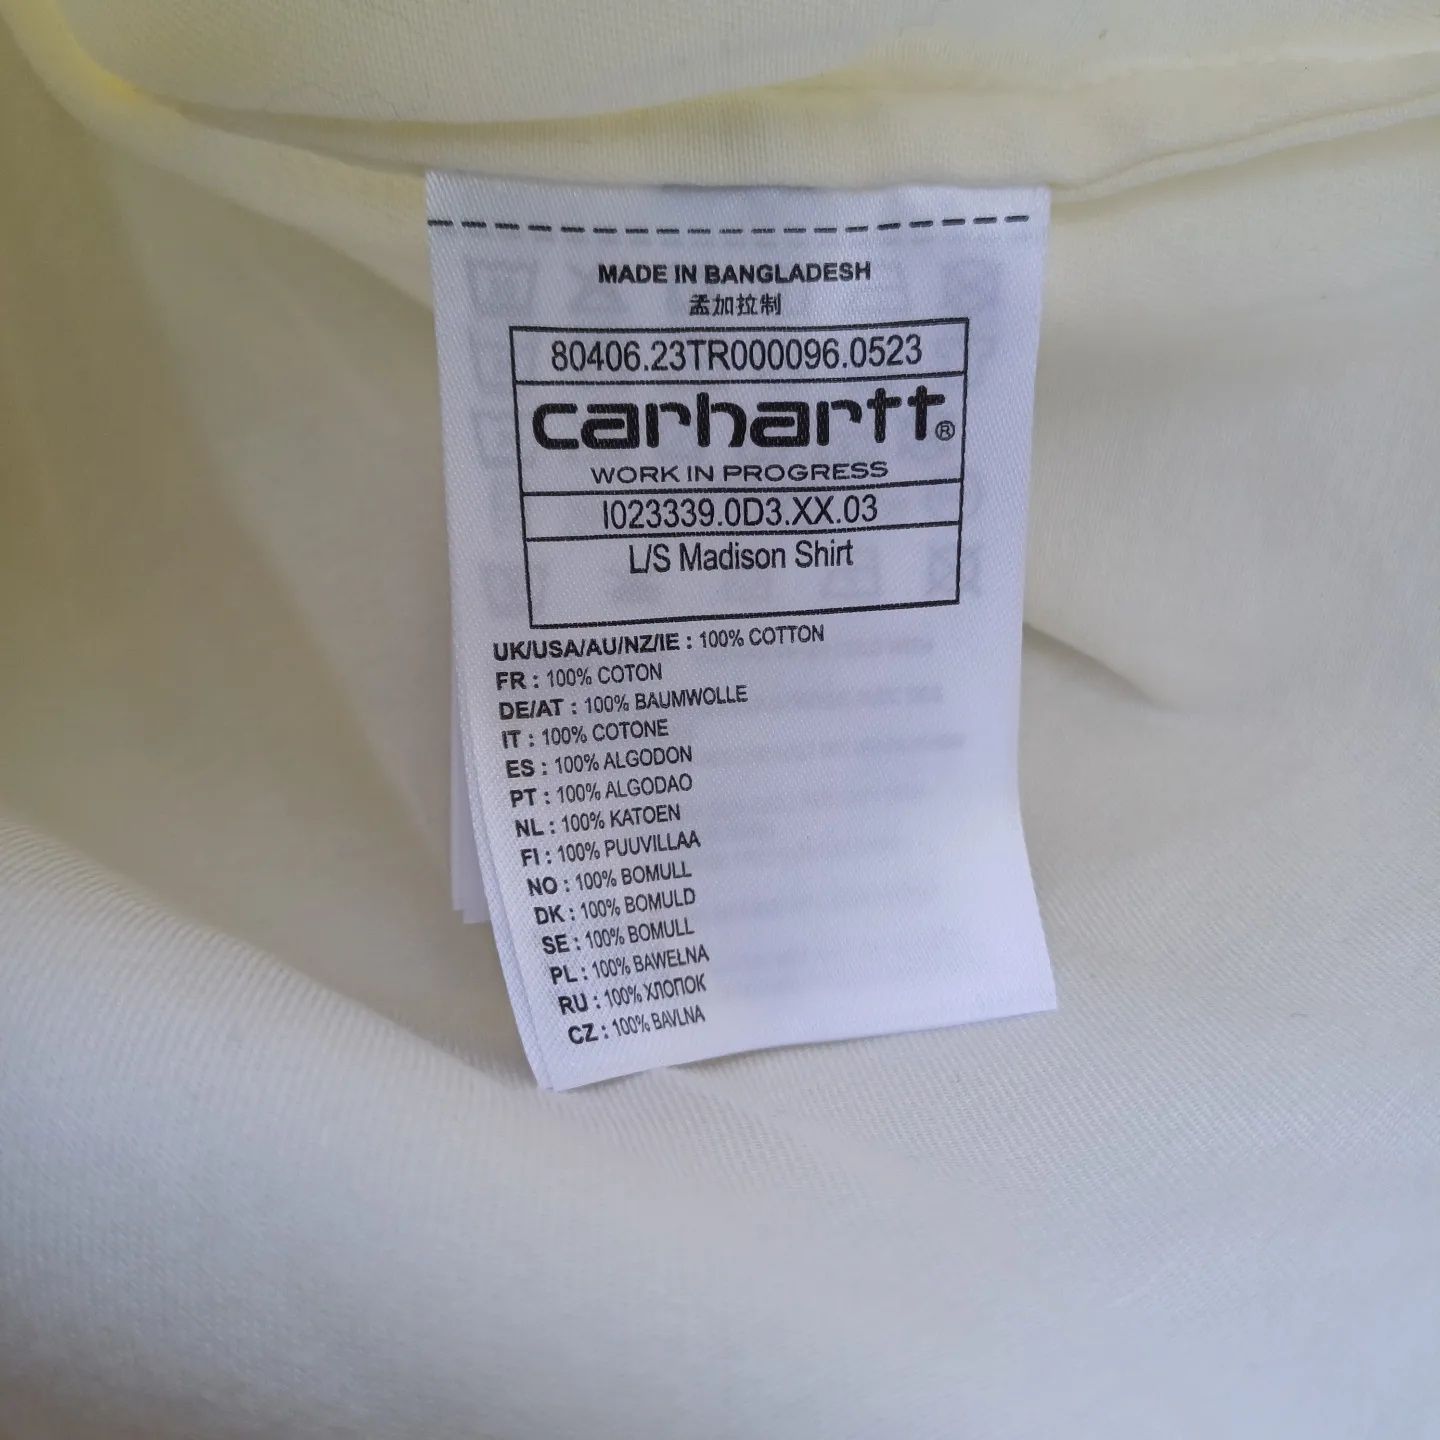 MADE IN BANGLADESH
孟加拉制
80406.23TR000096.0523
carhartt®
WORK IN PROGRESS
I023339.0D3.XX.03
L/S Madison Shirt
UK/USA/AU/NZ/IE : 100% COTTON
FR : 100% COTON
DE/AT : 100% BAUMWOLLE
IT : 100% COTONE
ES : 100% ALGODON
PT : 100% ALGODAO
NL : 100% KATOEN
FI : 100% PUUVILLAA
NO : 100% BOMULL
DK : 100% BOMULD
SE : 100% BOMULL
PL : 100% BAWEŁNA
RU : 100% ХЛОПОК
CZ : 100% BAVLNA